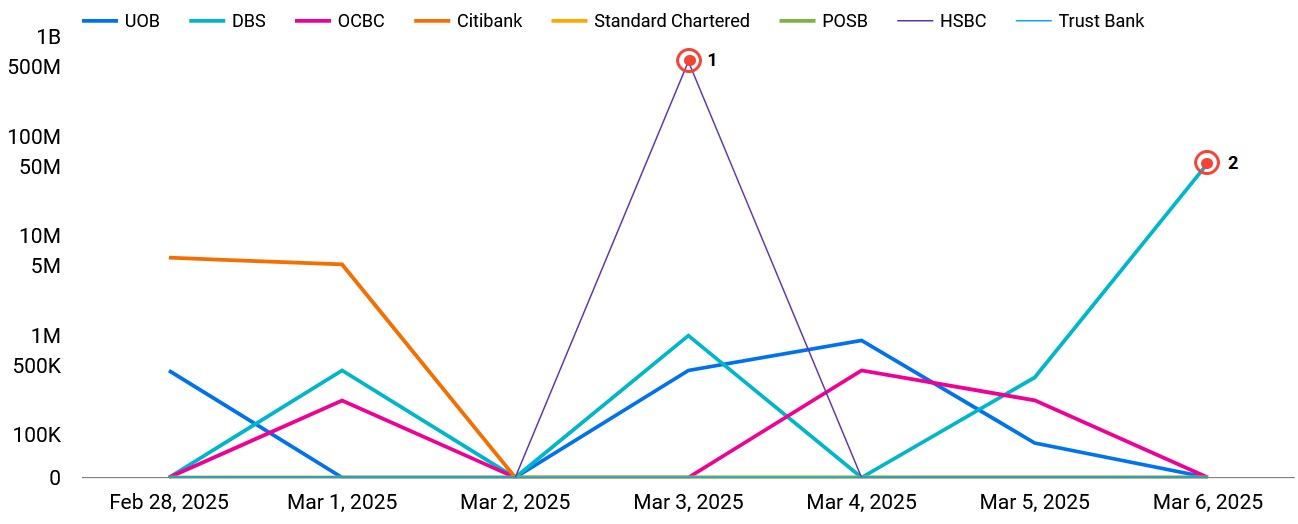 UOB DBS OCBC Citibank Standard Chartered POSB HSBC Trust Bank
1B
500M
100M
50M
10M
5M
1M
500K
100K
0
1
2
Feb 28, 2025 Mar 1, 2025 Mar 2, 2025 Mar 3, 2025 Mar 4, 2025 Mar 5, 2025 Mar 6, 2025